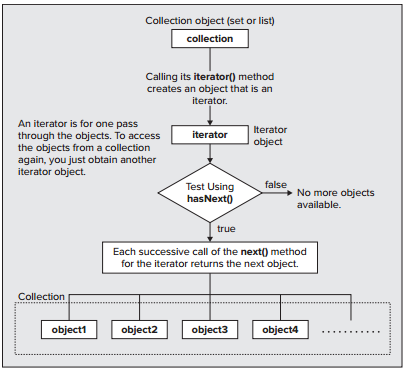 Collection object (set or list)
collection
Calling its iterator() method
creates an object that is an
iterator.
An iterator is for one pass
through the objects. To access
the objects from a collection
again, you just obtain another
iterator object.
iterator
Iterator
object
Test Using
hasNext()
false
No more objects
available.
true
Each successive call of the next() method
for the iterator returns the next object.
Collection
object1
object2
object3
object4
...........